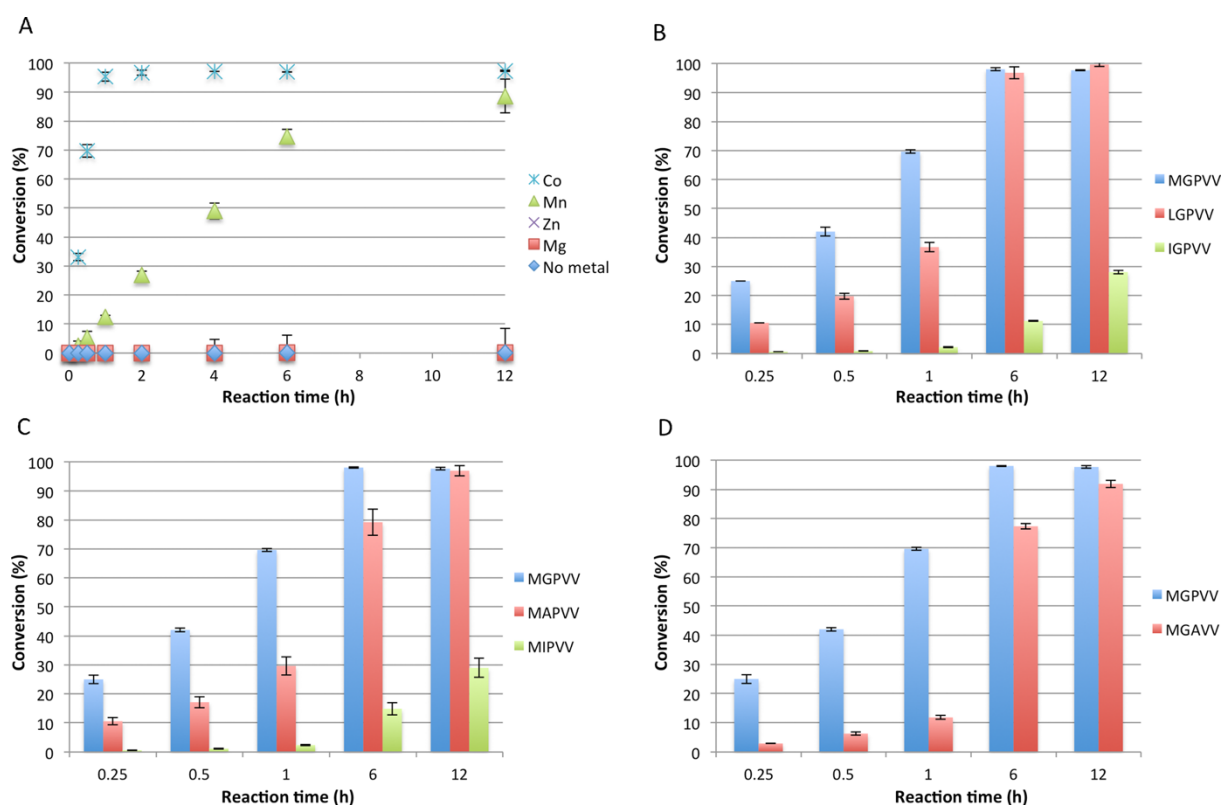 A
Conversion (%)
100
90
80
70
60
50
40
30
20
10
0
0 2 4 6 8 10 12
Reaction time (h)
Co
Mn
Zn
Mg
No metal
B
Conversion (%)
100
90
80
70
60
50
40
30
20
10
0
0.25 0.5 1 6 12
Reaction time (h)
MGPVV
LGPVV
IGPVV
C
Conversion (%)
100
90
80
70
60
50
40
30
20
10
0
0.25 0.5 1 6 12
Reaction time (h)
MGPVV
MAPVV
MIPVV
D
Conversion (%)
100
90
80
70
60
50
40
30
20
10
0
0.25 0.5 1 6 12
Reaction time (h)
MGPVV
MGAVV